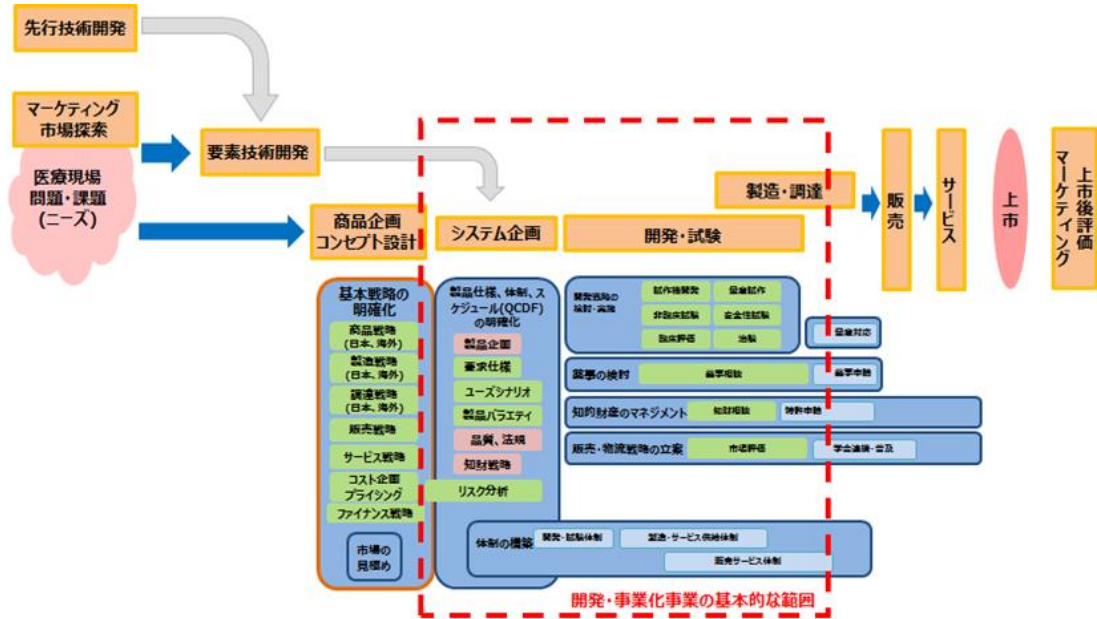 先行技術開発
マーケティング
市場探索
医療現場
問題・課題
(ニーズ)
要素技術開発
商品企画
コンセプト設計
システム企画
開発・試験
製造・調達
販売
サービス
上市
上市後評価
マーケティング
基本戦略の
明確化
商品戦略
(日本、海外)
製造戦略
(日本、海外)
調達戦略
(日本、海外)
販売戦略
サービス戦略
コスト企画
プライシング
ファイナンス戦略
市場の
見極め
製品仕様、体制、ス
ケジュール(QCDF)
の明確化
製品企画
要求仕様
ユーズシナリオ
製品バラエティ
品質、法規
知財戦略
リスク分析
開発戦略の
検討・実施
試作機開発
量産試作
非臨床試験
安全性試験
臨床評価
治験
量産対応
薬事の検討
薬事相談
薬事申請
知的財産のマネジメント
知財相談
特許申請
販売・物流戦略の立案
市場評価
学会連携・普及
体制の構築
開発・試験体制
製造・サービス供給体制
販売サービス体制
開発・事業化事業の基本的な範囲